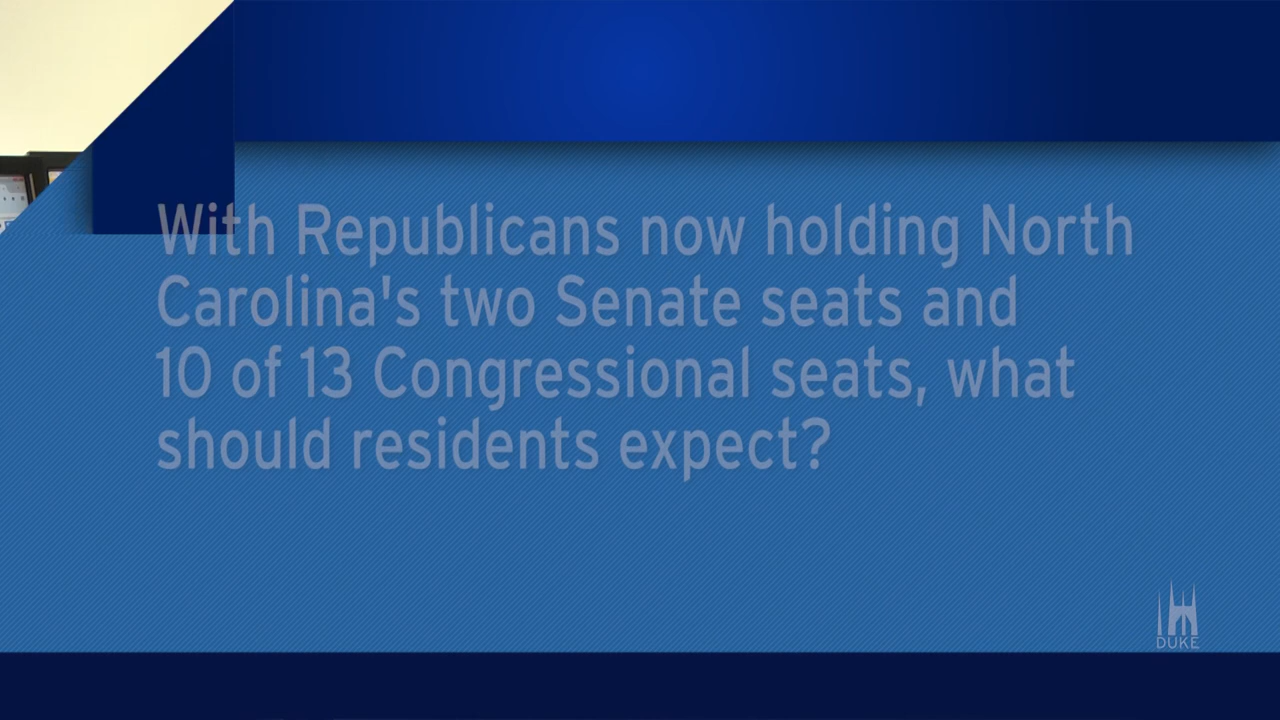 With Republicans now holding North
Carolina's two Senate seats and
10 of 13 Congressional seats, what
should residents expect?
DUKE